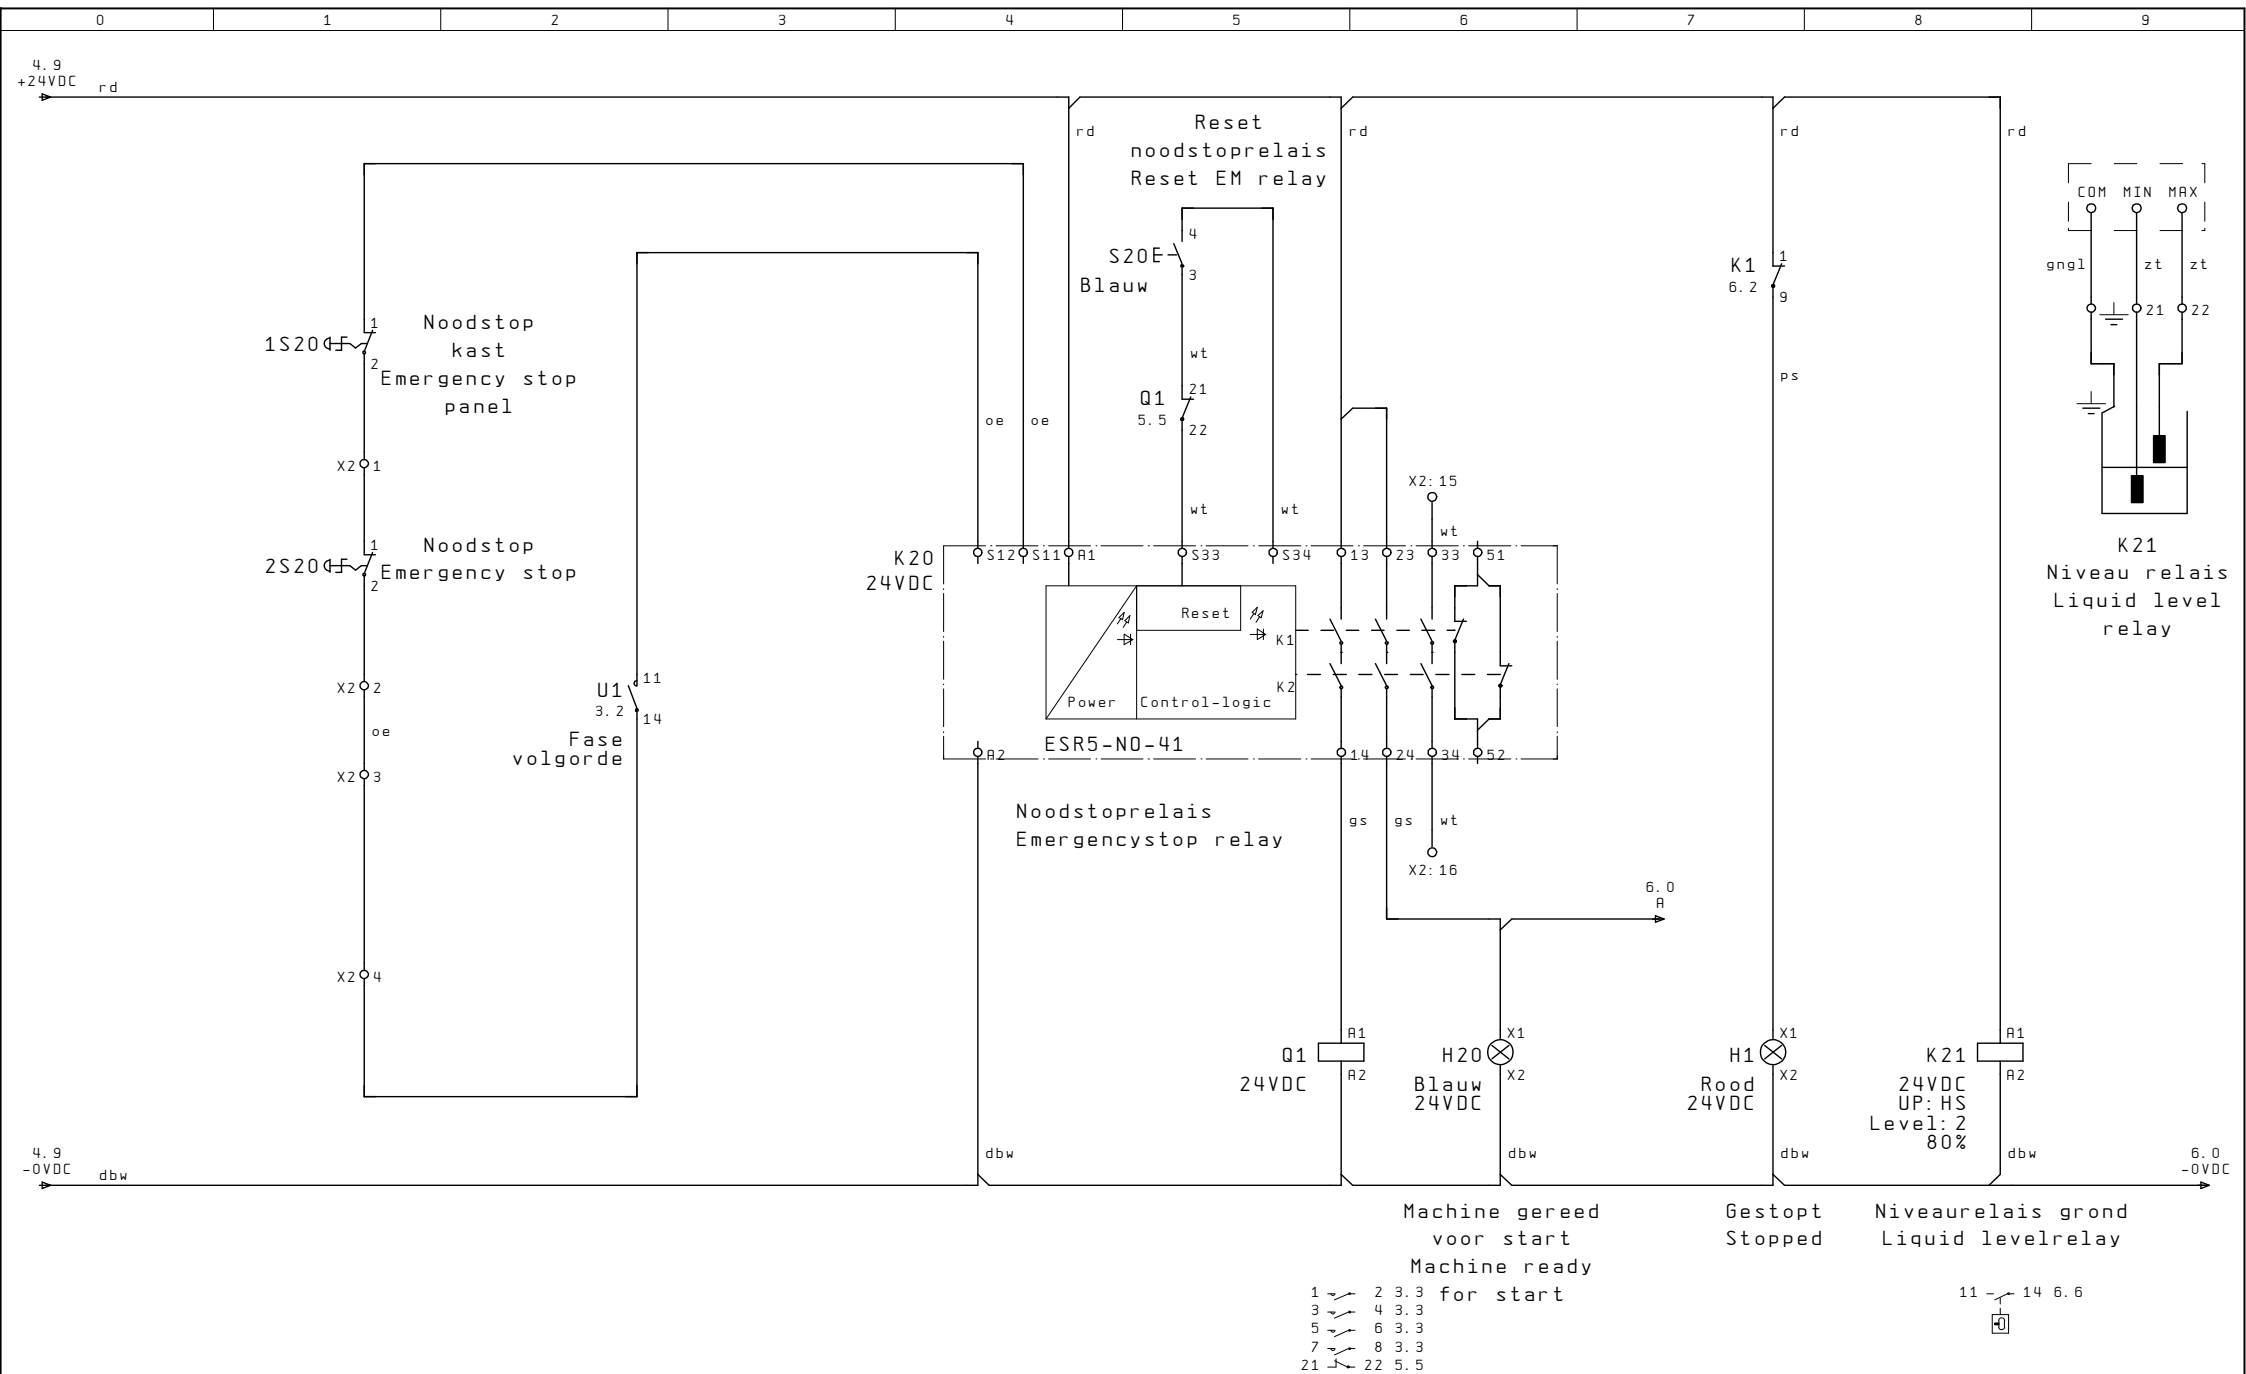 0 1 2 3 4 5 6 7 8 9
4.9
+24VDC
rd
rd
rd
rd
rd
Reset
noodstoprelais
Reset EM relay
4
S20
3
Blauw
wt
Q1
21
5.5
22
wt
wt
K1
1
6.2
9
ps
COM MIN MAX
gngl
zt
zt
21
22
K21
Niveau relais
Liquid level
relay
1S20
1
2
Noodstop
kast
Emergency stop
panel
X2 1
2S20
1
2
Noodstop
Emergency stop
X2 2
oe
X2 3
X2 4
U1
11
3.2
14
Fase
volgorde
oe
oe
X2:15
wt
K20
24VDC
S12 S11 A1 S33 S34 13 23 33 51
Reset
K1
K2
Power
Control-logic
ESR5-NO-41
A2 14 24 34 52
Noodstoprelais
Emergencystop relay
gs
gs
wt
X2:16
6.0
A
Q1
A1
A2
24VDC
H20
X1
X2
Blauw
24VDC
H1
X1
X2
Rood
24VDC
K21
A1
A2
24VDC
UP:HS
Level:2
80%
dbw
dbw
dbw
dbw
4.9
-0VDC
dbw
6.0
-0VDC
Machine gereed
voor start
Machine ready
for start
Gestopt
Stopped
Niveaurelais grond
Liquid levelrelay
1 2 3.3
3 4 3.3
5 6 3.3
7 8 3.3
21 22 5.5
11 14 6.6